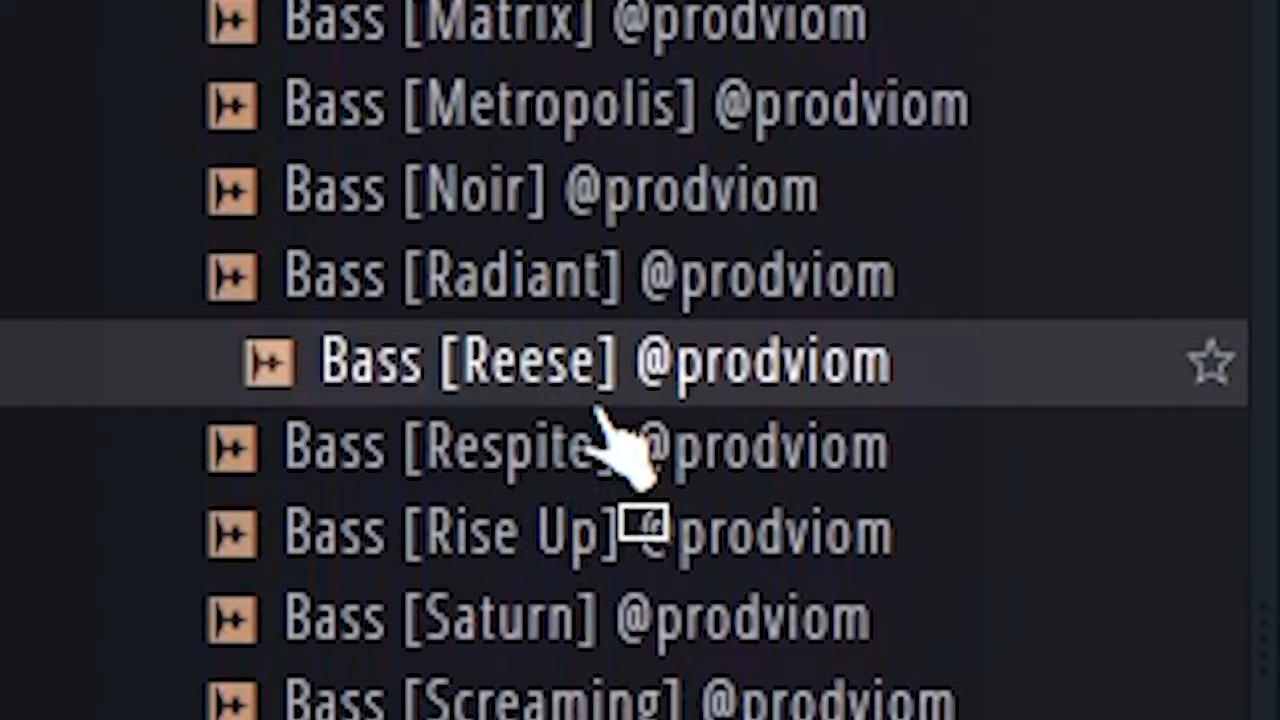 Bass [Matrix] @prodviom
Bass [Metropolis] @prodviom
Bass [Noir] @prodviom
Bass [Radiant] @prodviom
Bass [Reese] @prodviom
Bass [Respite] @prodviom
Bass [Rise Up] @prodviom
Bass [Saturn] @prodviom
Bass [Screaming] @prodviom